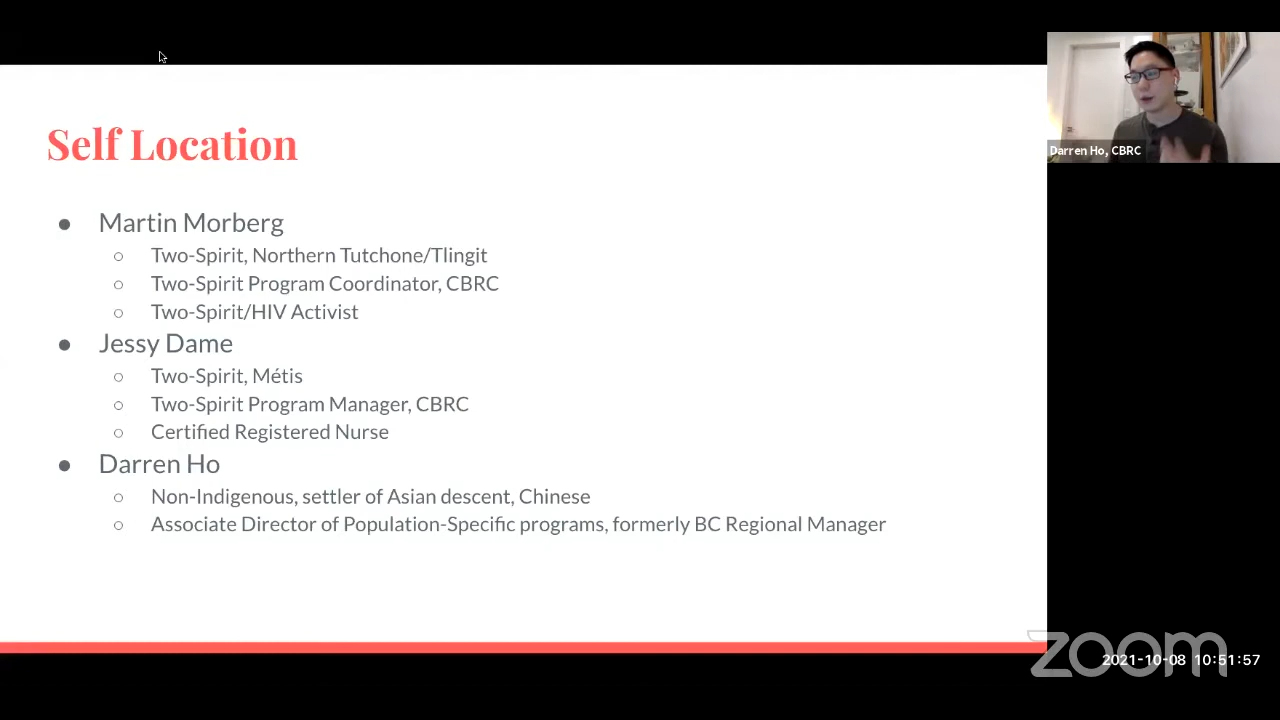 Self Location
● Martin Morberg
○ Two-Spirit, Northern Tutchone/Tlingit
○ Two-Spirit Program Coordinator, CBRC
○ Two-Spirit/HIV Activist
● Jessy Dame
○ Two-Spirit, Métis
○ Two-Spirit Program Manager, CBRC
○ Certified Registered Nurse
● Darren Ho
○ Non-Indigenous, settler of Asian descent, Chinese
○ Associate Director of Population-Specific programs, formerly BC Regional Manager
Darren Ho, CBRC
zoom
2021-10-08 10:51:57